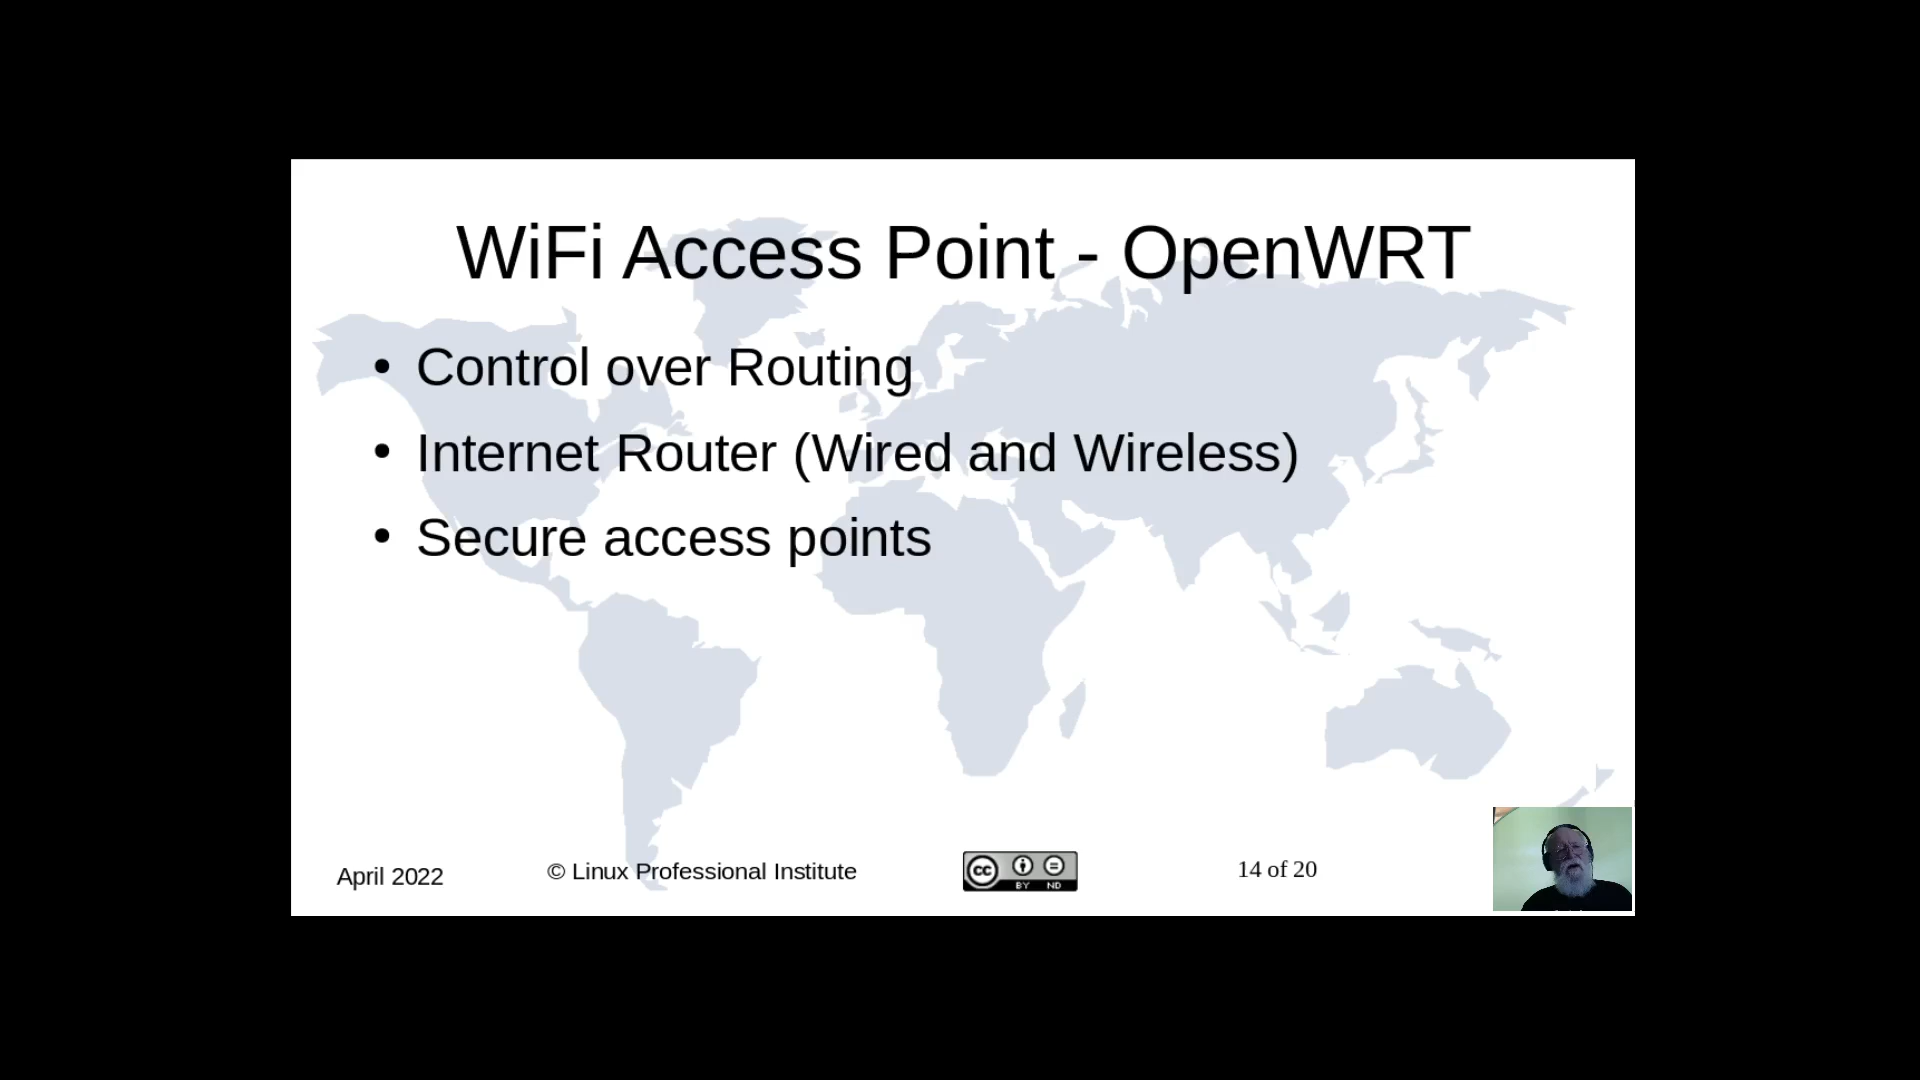 WiFi Access Point - OpenWRT
• Control over Routing
• Internet Router (Wired and Wireless)
• Secure access points
April 2022
© Linux Professional Institute
cc
BY ND
14 of 20